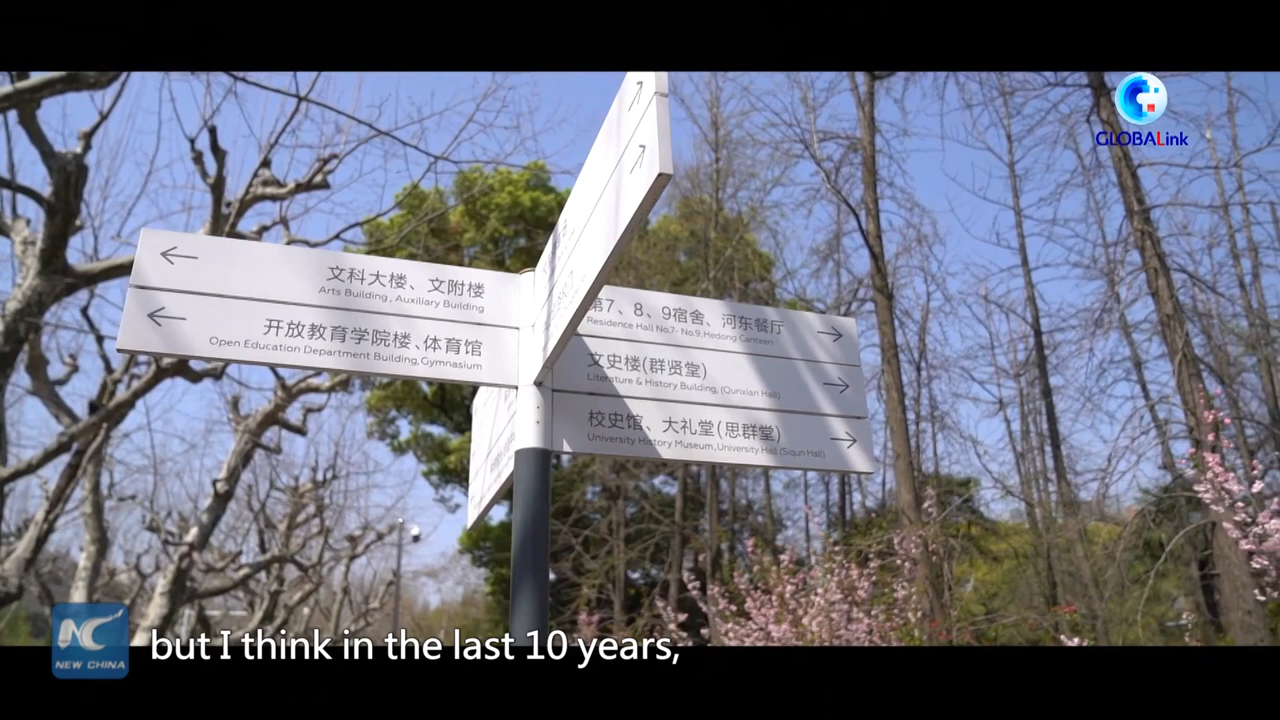 GLOBALink
文科大楼、文附楼
Arts Building, Auxiliary Building
开放教育学院楼、体育馆
Open Education Department Building, Gymnasium
第7、8、9宿舍、河东餐厅
Residence Hall No.7- No.9, Hedong Canteen
文史楼(群贤堂)
Literature & History Building, (Qunxian Hall)
校史馆、大礼堂(思群堂)
University History Museum, University Hall (Siqun Hall)
NEW CHINA
but I think in the last 10 years,